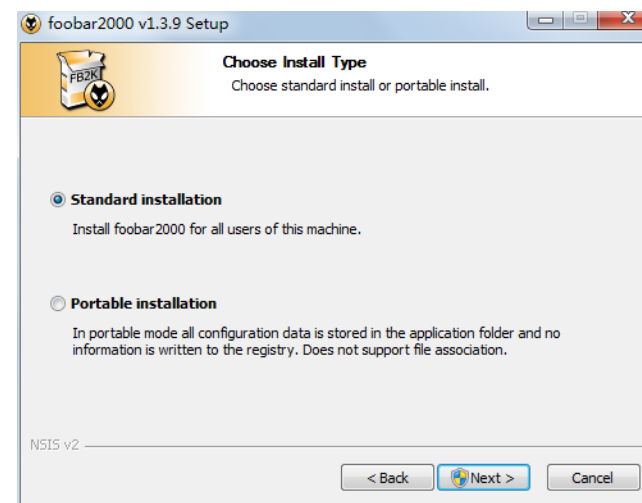 foobar2000 v1.3.9 Setup
FB2K
Choose Install Type
Choose standard install or portable install.
Standard installation
Install foobar2000 for all users of this machine.
Portable installation
In portable mode all configuration data is stored in the application folder and no
information is written to the registry. Does not support file association.
NSIS v2
< Back
Next >
Cancel